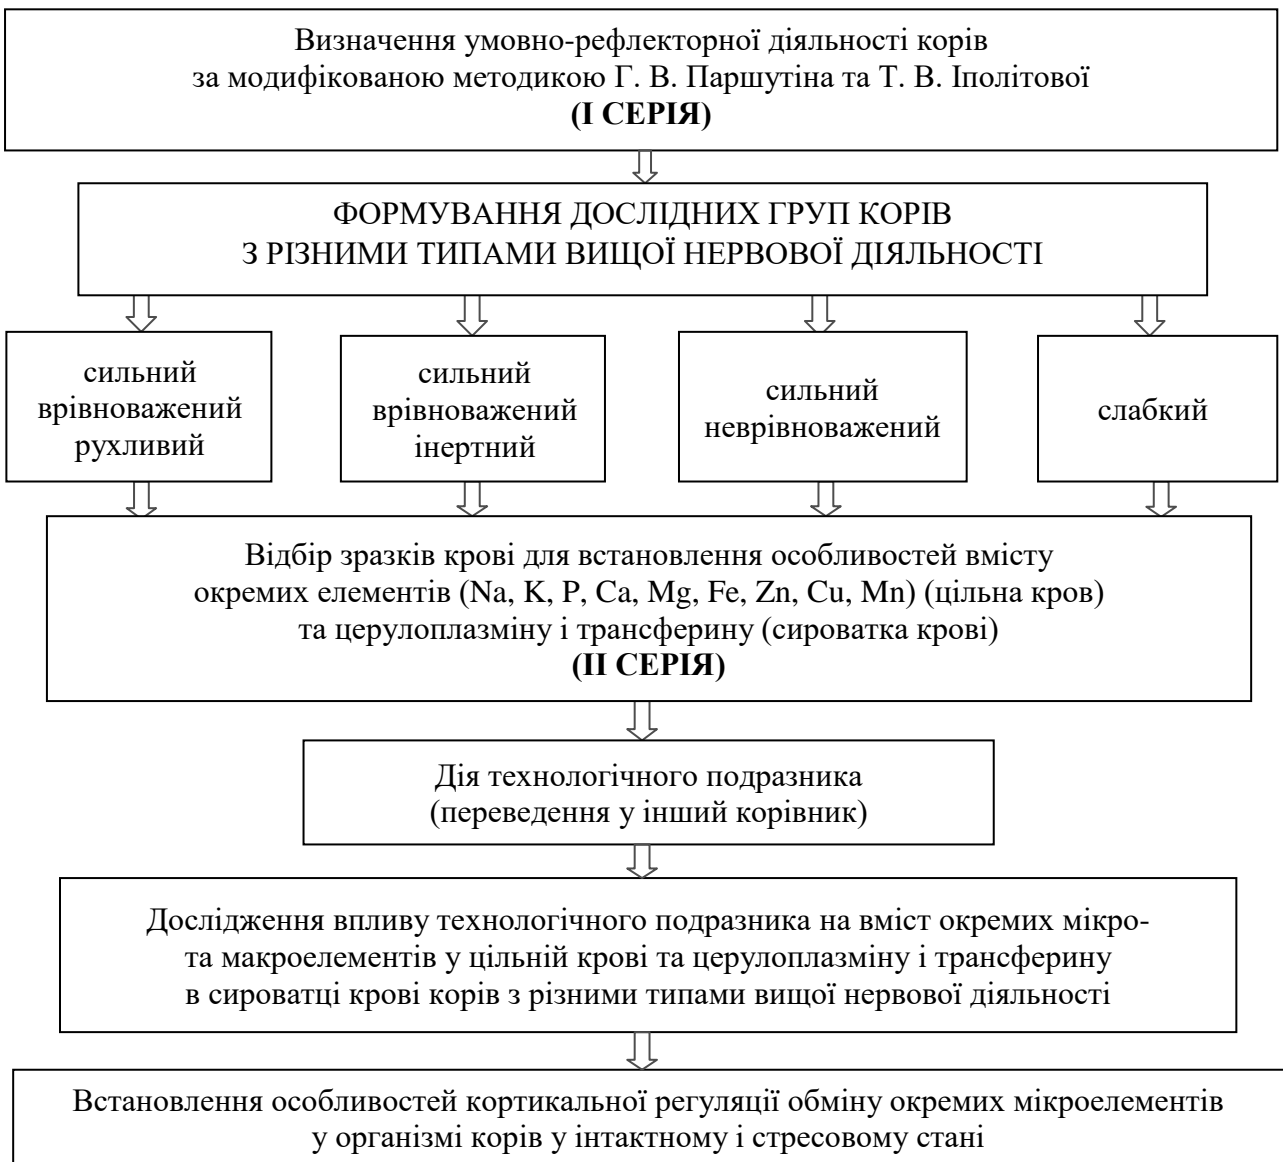 Визначення умовно-рефлекторної діяльності корів
за модифікованою методикою Г. В. Паршутіна та Т. В. Іполітової
(І СЕРІЯ)
ФОРМУВАННЯ ДОСЛІДНИХ ГРУП КОРІВ
З РІЗНИМИ ТИПАМИ ВИЩОЇ НЕРВОВОЇ ДІЯЛЬНОСТІ
сильний
врівноважений
рухливий
сильний
врівноважений
інертний
сильний
неврівноважений
слабкий
Відбір зразків крові для встановлення особливостей вмісту
окремих елементів (Na, K, P, Ca, Mg, Fe, Zn, Cu, Mn) (цільна кров)
та церулоплазміну і трансферину (сироватка крові)
(ІІ СЕРІЯ)
Дія технологічного подразника
(переведення у інший корівник)
Дослідження впливу технологічного подразника на вміст окремих мікро-
та макроелементів у цільній крові та церулоплазміну і трансферину
в сироватці крові корів з різними типами вищої нервової діяльності
Встановлення особливостей кортикальної регуляції обміну окремих мікроелементів
у організмі корів у інтактному і стресовому стані